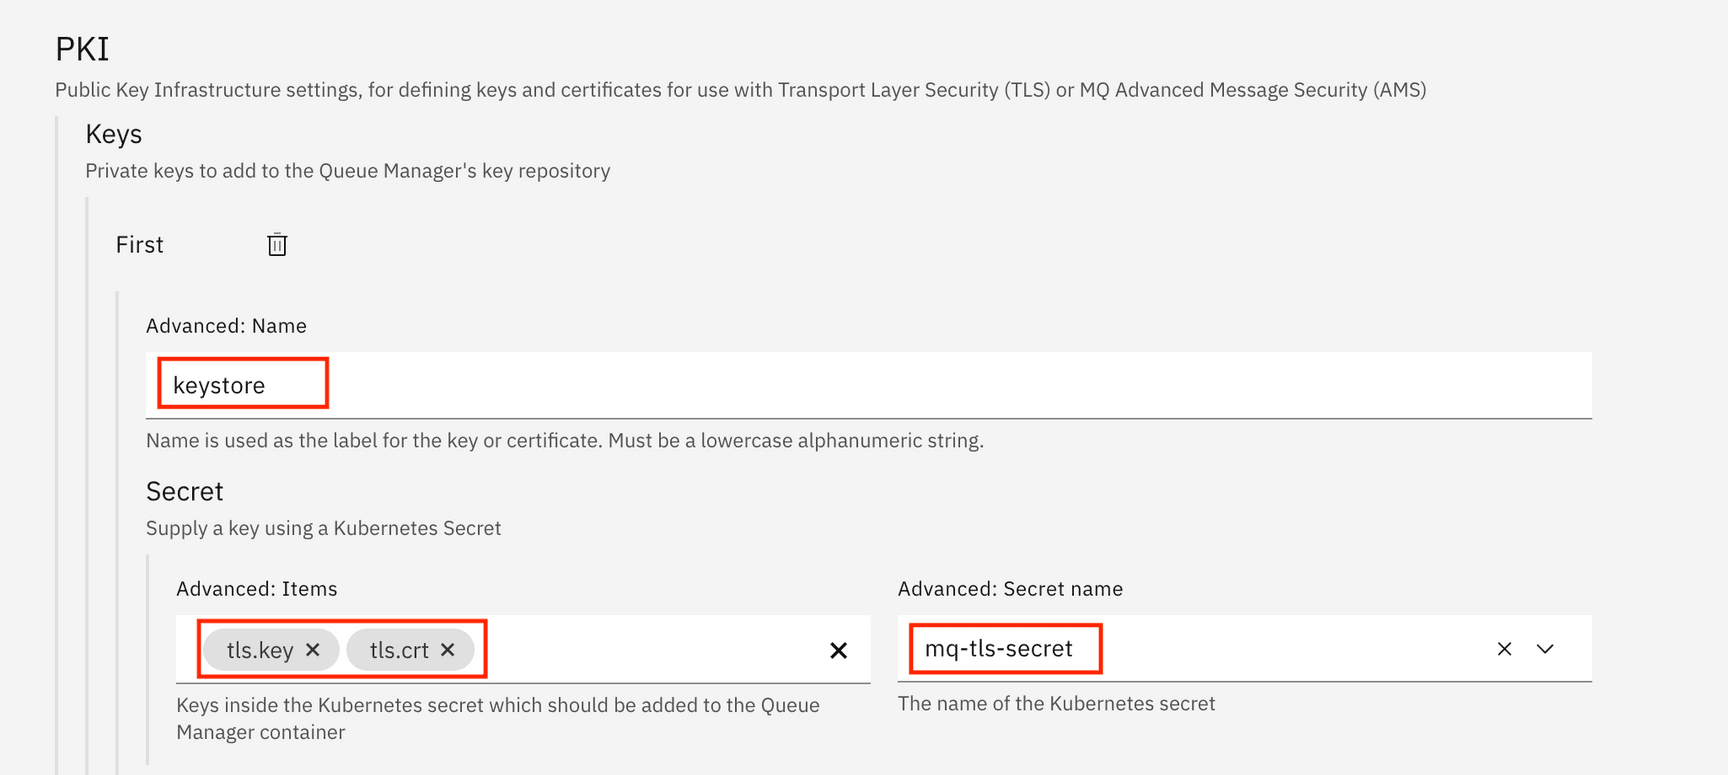 PKI
Public Key Infrastructure settings, for defining keys and certificates for use with Transport Layer Security (TLS) or MQ Advanced Message Security (AMS)
Keys
Private keys to add to the Queue Manager's key repository
First
Advanced: Name
keystore
Name is used as the label for the key or certificate. Must be a lowercase alphanumeric string.
Secret
Supply a key using a Kubernetes Secret
Advanced: Items
tls.key
tls.crt
Keys inside the Kubernetes secret which should be added to the Queue
Manager container
Advanced: Secret name
mq-tls-secret
The name of the Kubernetes secret